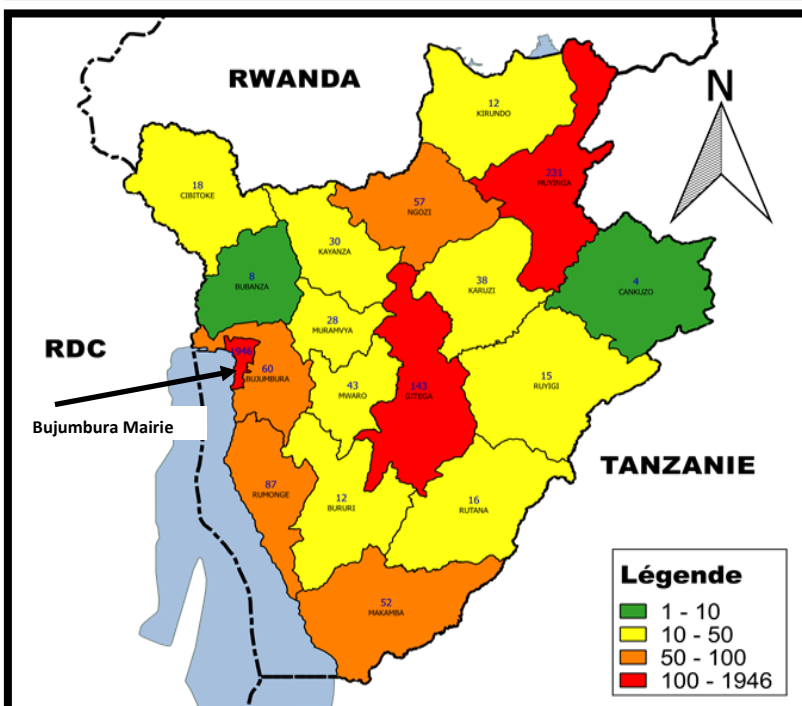 RWANDA
N
12
KIRUNDO
231
MUYINGA
18
CIBITOKE
57
NGOZI
30
KAYANZA
38
KARUZI
4
CANKUZO
8
BUBANZA
28
MURAMVYA
RDC
1946
60
BUJUMBURA
43
MWARO
143
GITEGA
15
RUYIGI
Bujumbura Mairie
TANZANIE
87
RUMONGE
12
BURURI
16
RUTANA
52
MAKAMBA
Légende
1 - 10
10 - 50
50 - 100
100 - 1946